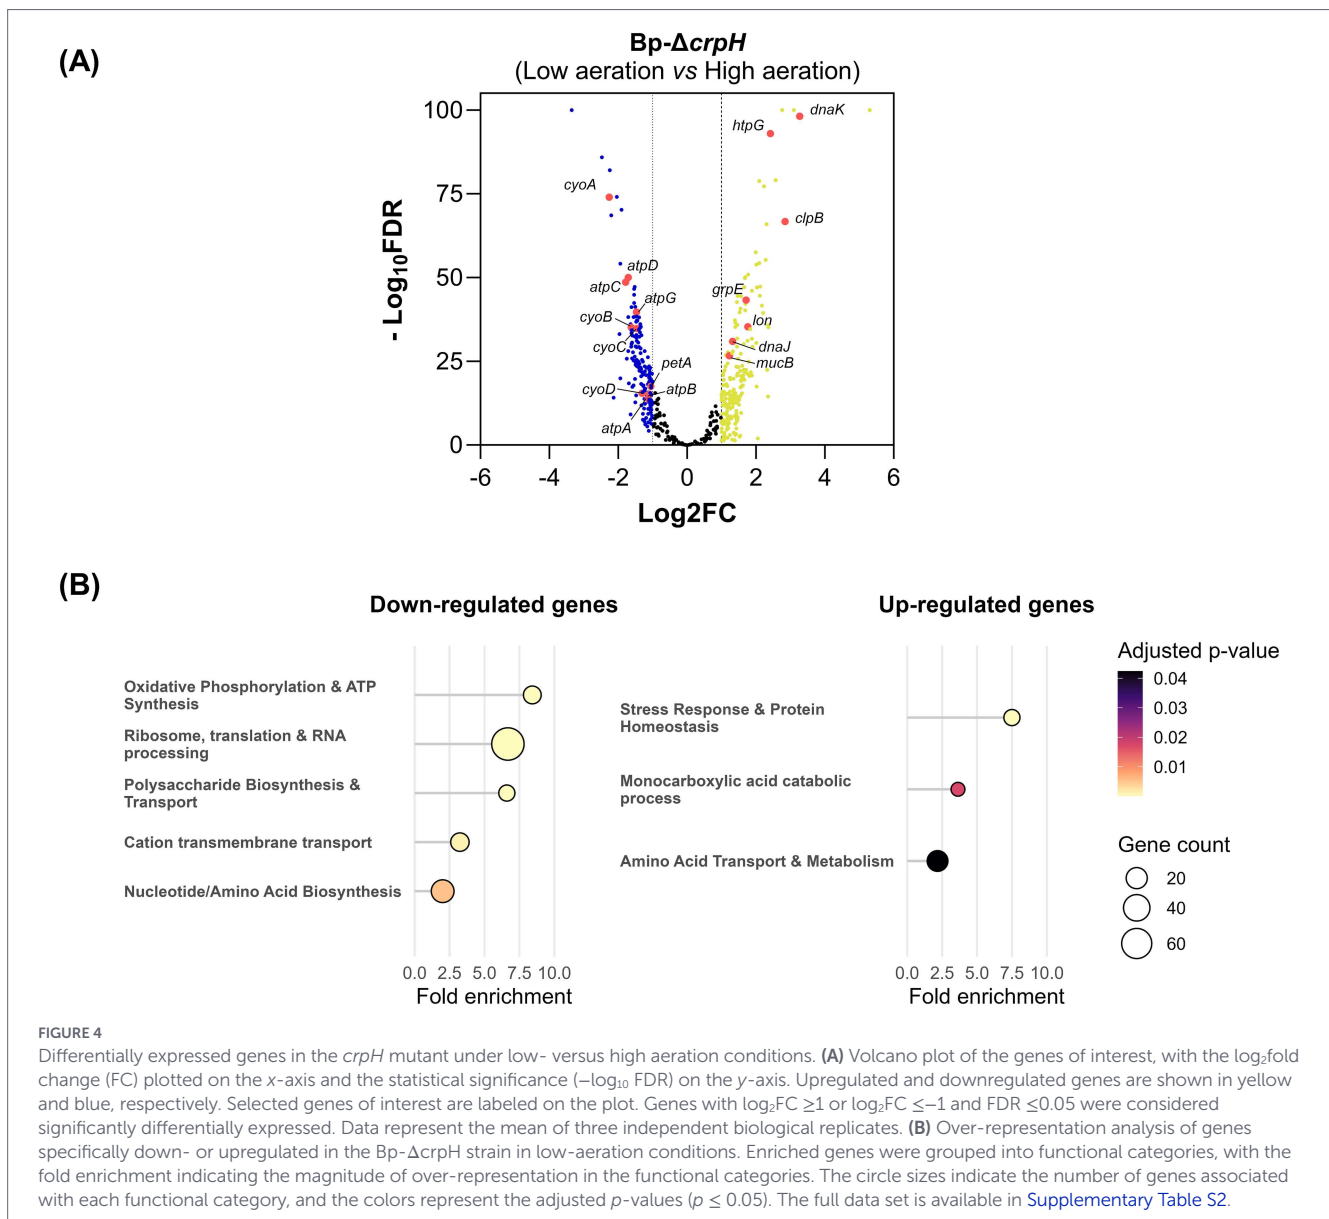 (A)
Bp-ΔcrpH
(Low aeration vs High aeration)
- Log10FDR
100
75
50
25
0
-6 -4 -2 0 2 4 6
Log2FC
dnaK
htpG
cyoA
clpB
atpD
atpC
atpG
grpE
cyoB
lon
cyoC
dnaJ
petA
mucB
cyoD
atpB
atpA
(B)
Down-regulated genes
Oxidative Phosphorylation & ATP
Synthesis
Ribosome, translation & RNA
processing
Polysaccharide Biosynthesis &
Transport
Cation transmembrane transport
Nucleotide/Amino Acid Biosynthesis
0.0 2.5 5.0 7.5 10.0
Fold enrichment
Up-regulated genes
Stress Response & Protein
Homeostasis
Monocarboxylic acid catabolic
process
Amino Acid Transport & Metabolism
0.0 2.5 5.0 7.5 10.0
Fold enrichment
Adjusted p-value
0.04
0.03
0.02
0.01
Gene count
20
40
60
FIGURE 4
Differentially expressed genes in the crpH mutant under low- versus high aeration conditions. (A) Volcano plot of the genes of interest, with the log₂fold
change (FC) plotted on the x-axis and the statistical significance (−log₁₀ FDR) on the y-axis. Upregulated and downregulated genes are shown in yellow
and blue, respectively. Selected genes of interest are labeled on the plot. Genes with log₂FC ≥1 or log₂FC ≤−1 and FDR ≤0.05 were considered
significantly differentially expressed. Data represent the mean of three independent biological replicates. (B) Over-representation analysis of genes
specifically down- or upregulated in the Bp-ΔcrpH strain in low-aeration conditions. Enriched genes were grouped into functional categories, with the
fold enrichment indicating the magnitude of over-representation in the functional categories. The circle sizes indicate the number of genes associated
with each functional category, and the colors represent the adjusted p-values (p ≤ 0.05). The full data set is available in Supplementary Table S2.